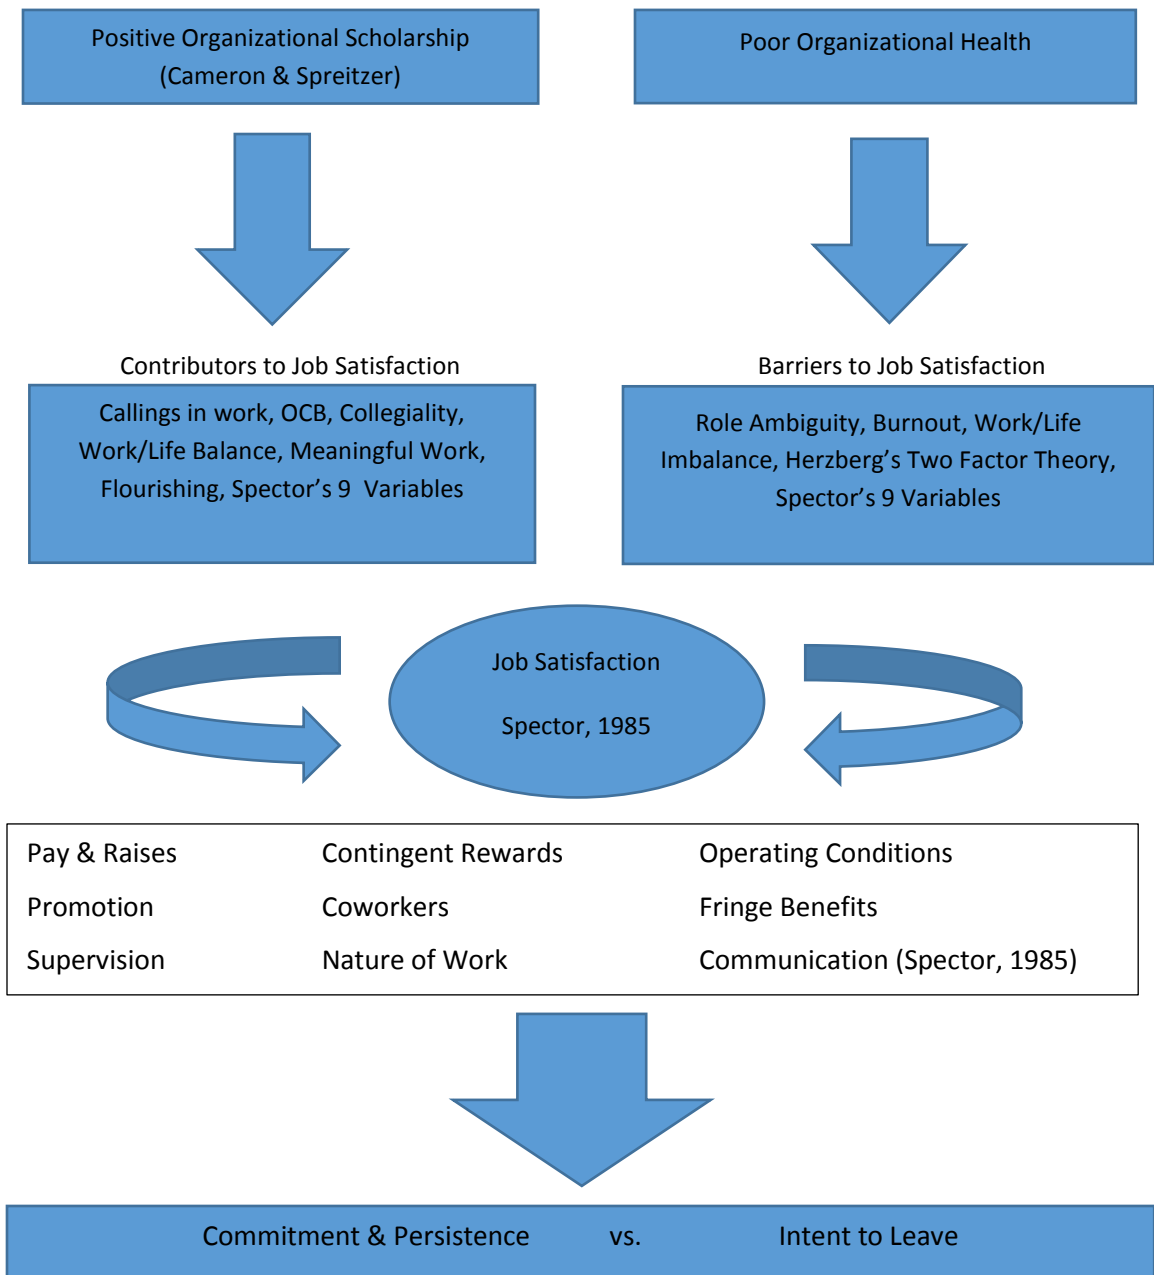 Positive Organizational Scholarship
(Cameron & Spreitzer)
Poor Organizational Health
Contributors to Job Satisfaction
Callings in work, OCB, Collegiality,
Work/Life Balance, Meaningful Work,
Flourishing, Spector’s 9 Variables
Barriers to Job Satisfaction
Role Ambiguity, Burnout, Work/Life
Imbalance, Herzberg’s Two Factor Theory,
Spector’s 9 Variables
Job Satisfaction
Spector, 1985
Pay & Raises Contingent Rewards Operating Conditions
Promotion Coworkers Fringe Benefits
Supervision Nature of Work Communication (Spector, 1985)
Commitment & Persistence vs. Intent to Leave